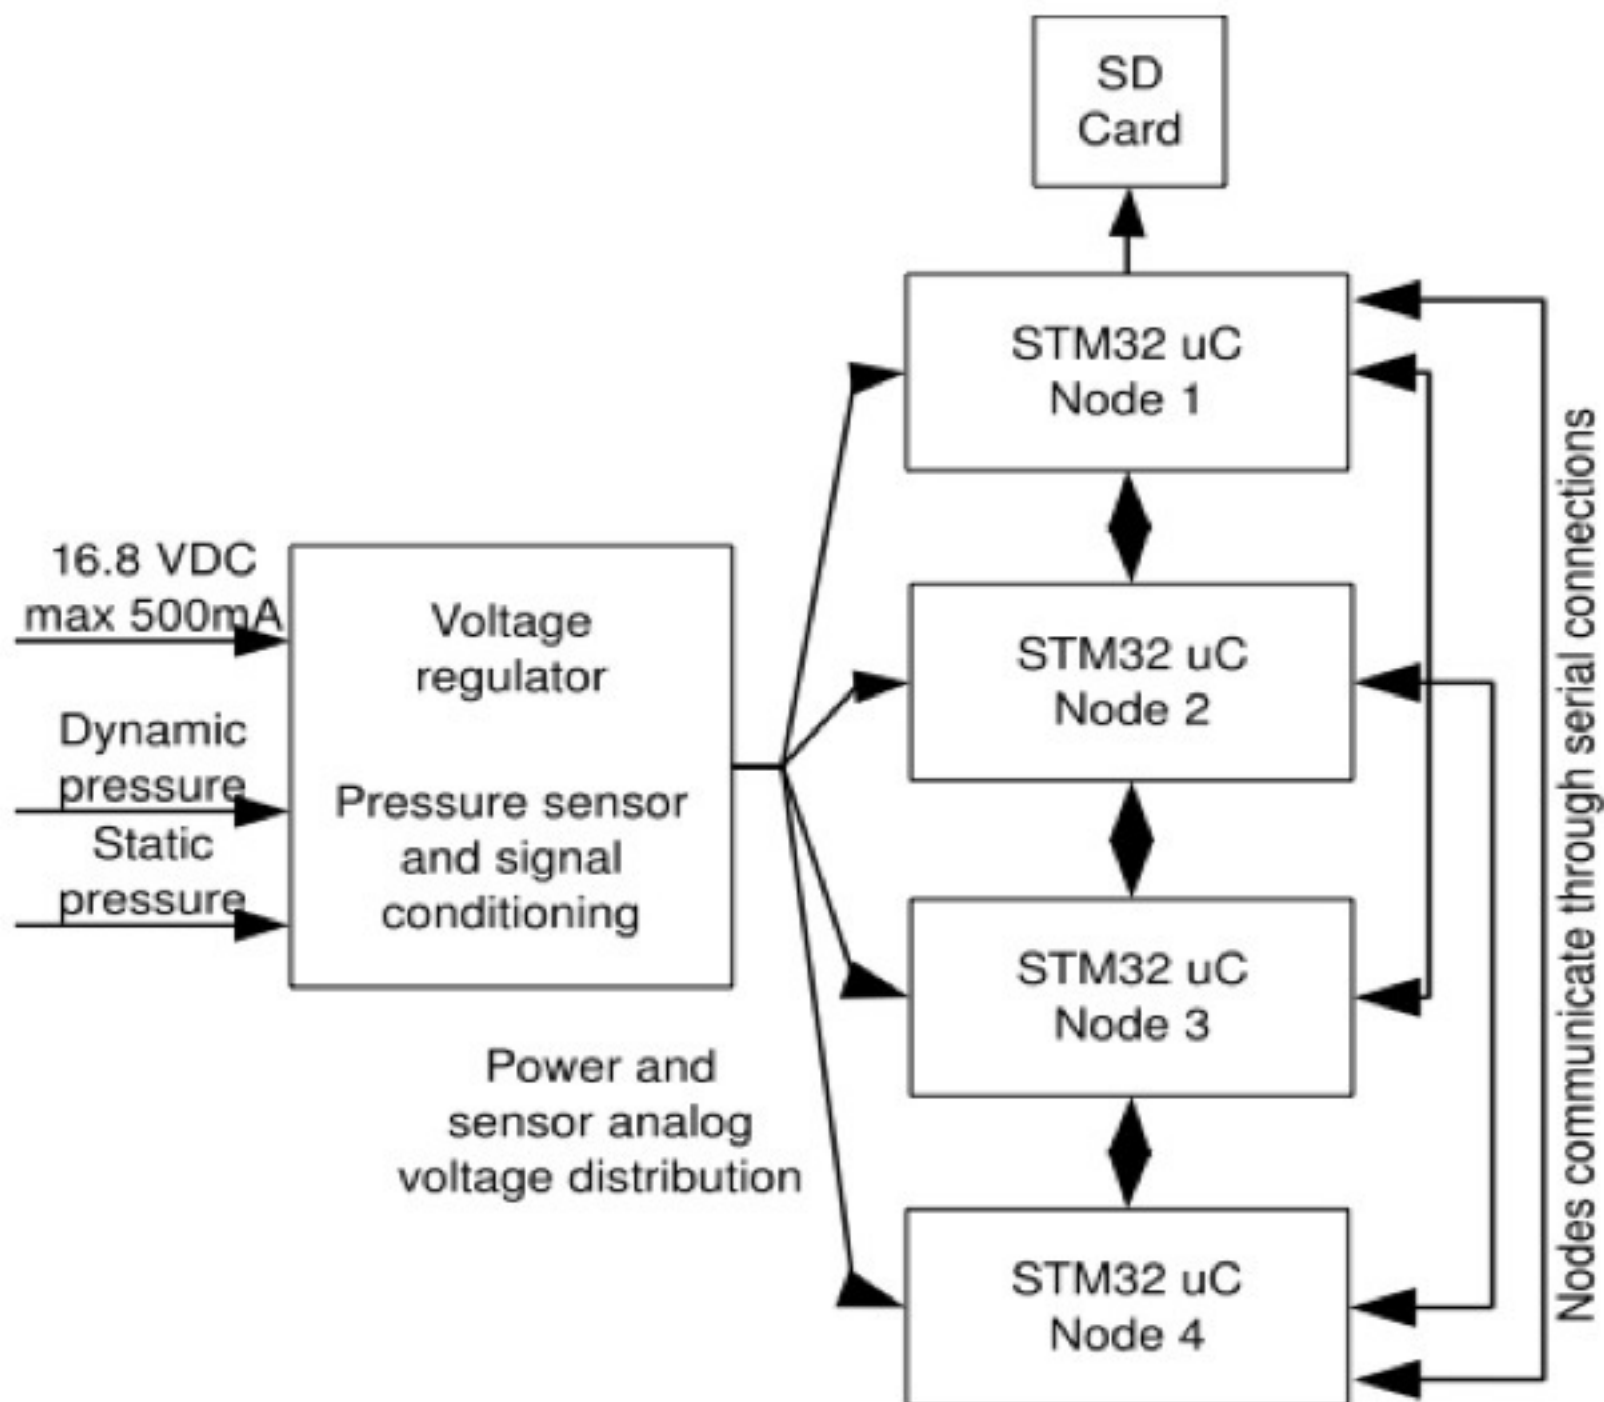 SD
Card
STM32 uC
Node 1
16.8 VDC
max 500mA
Voltage
regulator
Dynamic
pressure
Static
pressure
Pressure sensor
and signal
conditioning
STM32 uC
Node 2
STM32 uC
Node 3
Power and
sensor analog
voltage distribution
STM32 uC
Node 4
Nodes communicate through serial connections